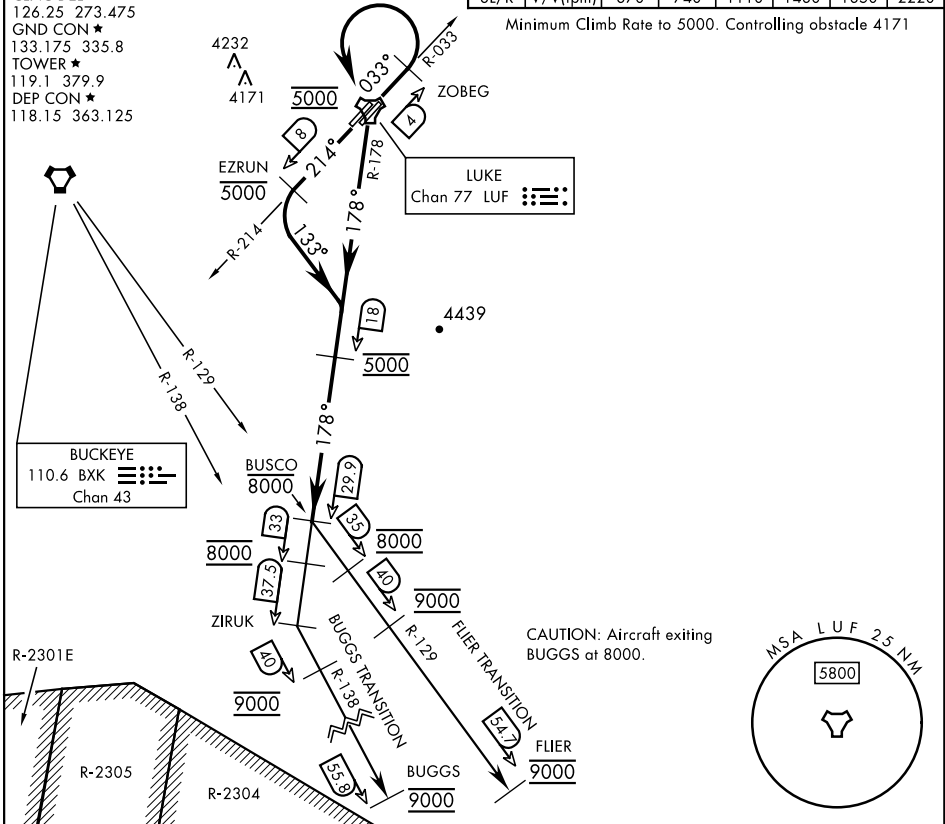 126.25 273.475
GND CON ★
133.175 335.8
TOWER ★
119.1 379.9
DEP CON ★
118.15 363.125
Minimum Climb Rate to 5000. Controlling obstacle 4171
4232
4171
5000
033°
R-033
ZOBEG
4
8
214°
R-178
EZRUN
5000
LUKE
Chan 77 LUF
R-214
133°
178°
18
4439
5000
R-129
R-138
178°
BUCKEYE
110.6 BXK
Chan 43
BUSCO
8000
29.9
33
35
8000
8000
37.5
40
9000
ZIRUK
BUGGS TRANSITION
R-129
FLIER TRANSITION
CAUTION: Aircraft exiting
BUGGS at 8000.
MSA LUF 25 NM
5800
R-2301E
40
R-138
9000
54.7
FLIER
9000
R-2305
R-2304
55.8
BUGGS
9000